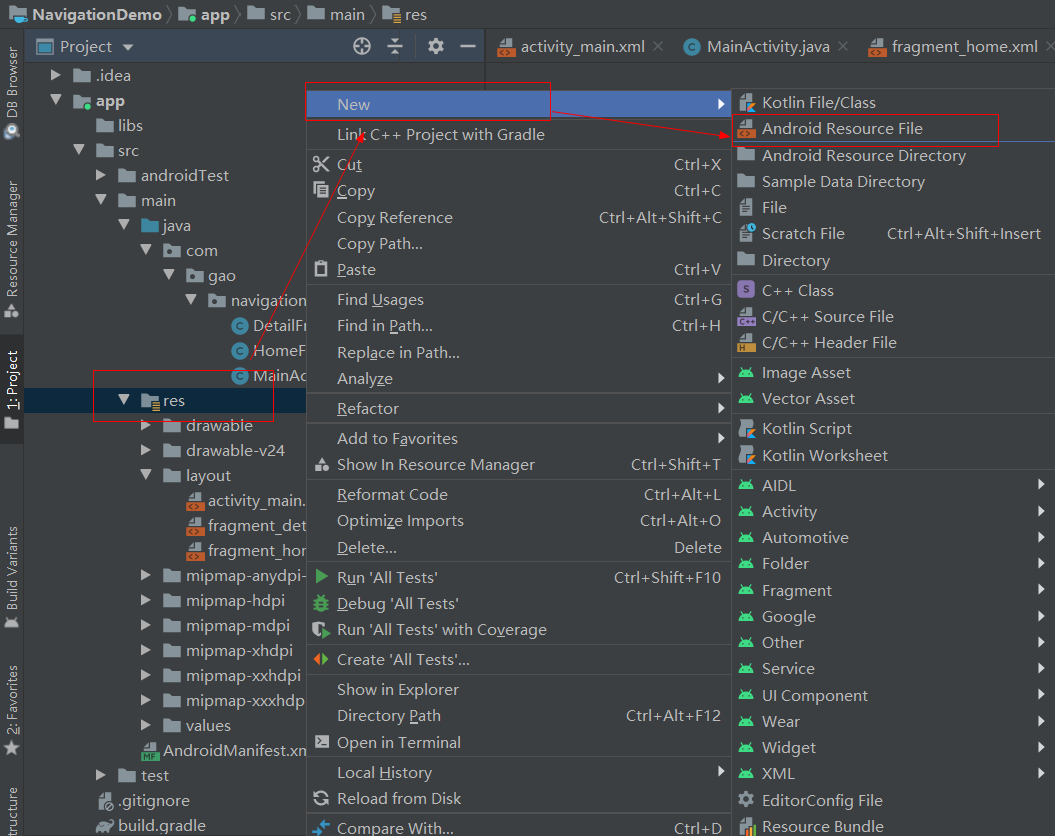 NavigationDemo app src main res
Project
activity_main.xml
MainActivity.java
fragment_home.xml
DB Browser
Resource Manager
1: Project
Build Variants
2: Favorites
.idea
app
libs
src
androidTest
main
java
com
gao
navigation
DetailFr
HomeF
MainAc
res
drawable
drawable-v24
layout
activity_main.
fragment_det
fragment_hor
mipmap-anydpi-
mipmap-hdpi
mipmap-mdpi
mipmap-xhdpi
mipmap-xxhdpi
mipmap-xxxhdp
values
AndroidManifest.xm
test
.gitignore
build.gradle
New
Link C++ Project with Gradle
Cut Ctrl+X
Copy Ctrl+C
Copy Reference Ctrl+Alt+Shift+C
Copy Path...
Paste Ctrl+V
Find Usages Ctrl+G
Find in Path... Ctrl+H
Replace in Path...
Analyze
Refactor
Add to Favorites
Show In Resource Manager Ctrl+Shift+T
Reformat Code Ctrl+Alt+L
Optimize Imports Ctrl+Alt+O
Delete... Delete
Run 'All Tests' Ctrl+Shift+F10
Debug 'All Tests'
Run 'All Tests' with Coverage
Create 'All Tests'...
Show in Explorer
Directory Path Ctrl+Alt+F12
Open in Terminal
Local History
Reload from Disk
Compare With... Ctrl+D
Kotlin File/Class
Android Resource File
Android Resource Directory
Sample Data Directory
File
Scratch File Ctrl+Alt+Shift+Insert
Directory
C++ Class
C/C++ Source File
C/C++ Header File
Image Asset
Vector Asset
Kotlin Script
Kotlin Worksheet
AIDL
Activity
Automotive
Folder
Fragment
Google
Other
Service
UI Component
Wear
Widget
XML
EditorConfig File
Resource Bundle